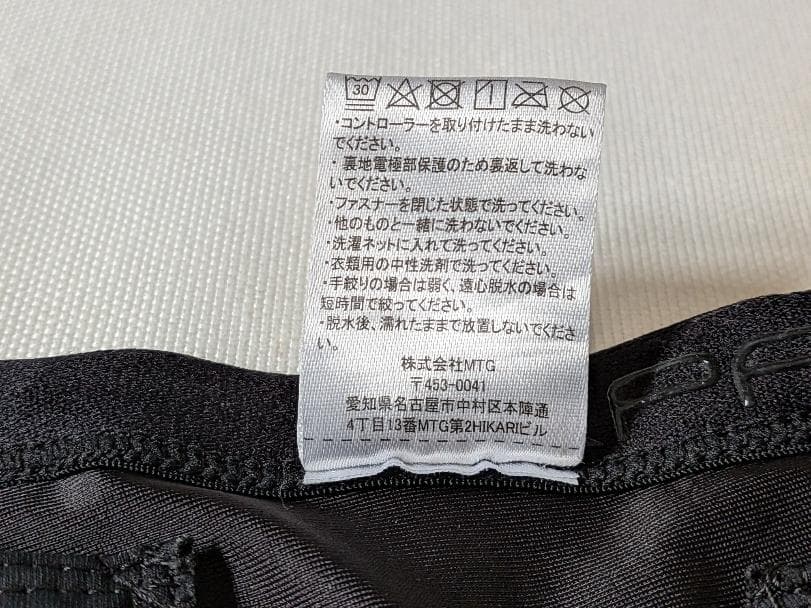 30
・コントローラーを取り付けたまま洗わない
でください。
・裏地電極部保護のため裏返して洗わな
いでください。
・ファスナーを閉じた状態で洗ってください。
・他のものと一緒に洗わないでください。
・洗濯ネットに入れて洗ってください。
・衣類用の中性洗剤で洗ってください。
・手絞りの場合は弱く、遠心脱水の場合は
短時間で絞ってください。
・脱水後、濡れたままで放置しないでくださ
い。
株式会社MTG
〒453-0041
愛知県名古屋市中村区本陣通
4丁目13番MTG第2HIKARIビル